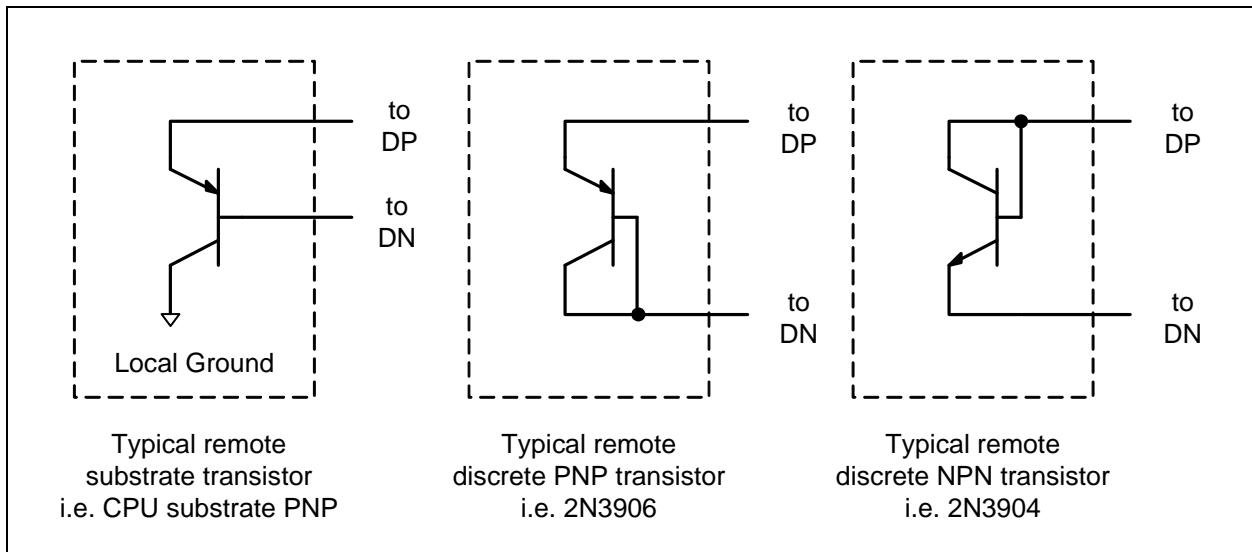 to
DP
to
DN
Local Ground
Typical remote
substrate transistor
i.e. CPU substrate PNP
to
DP
to
DN
Typical remote
discrete PNP transistor
i.e. 2N3906
to
DP
to
DN
Typical remote
discrete NPN transistor
i.e. 2N3904